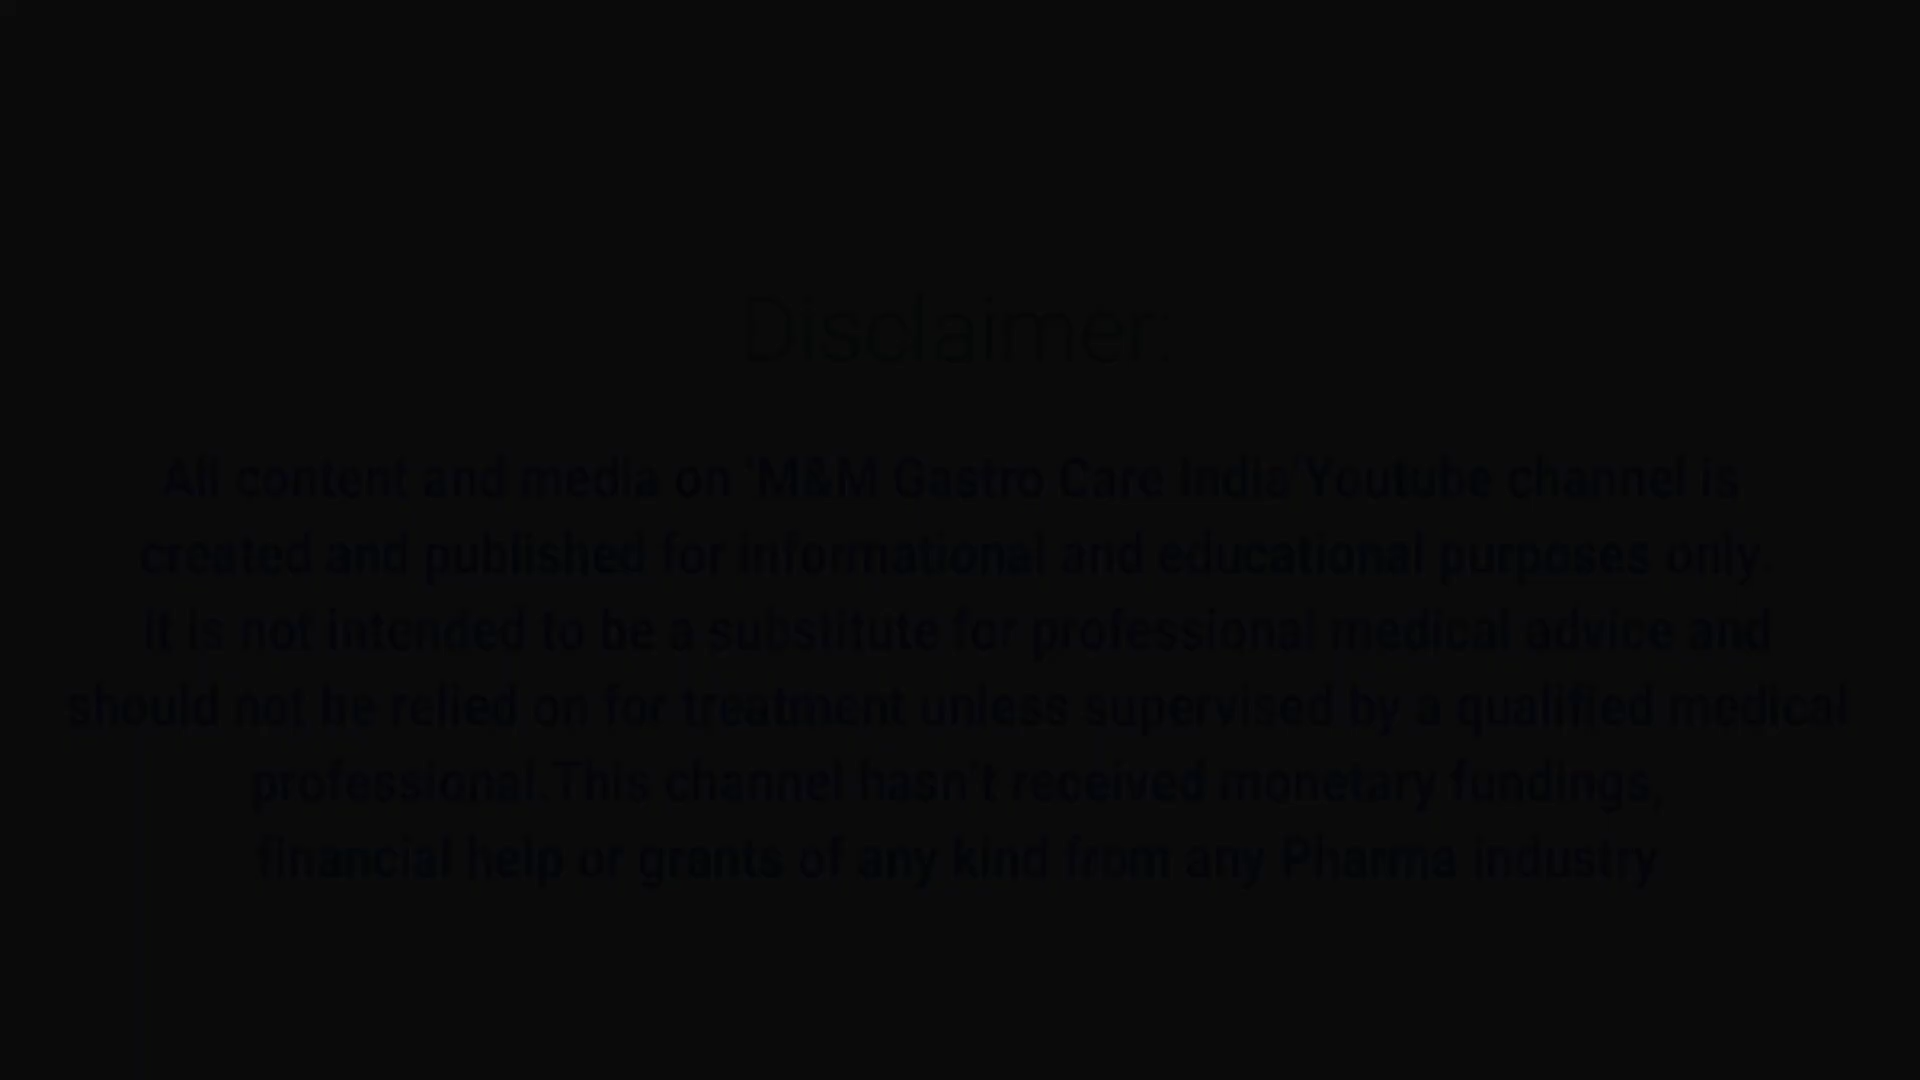 Disclaimer:
All content and media on 'M&M Gastro Care India'Youtube channel is
created and published for informational and educational purposes only.
it is not intended to be a substitute for professional medical advice and
should not be relied on for treatment unless supervised by a qualified medical
professional.This channel hasn't received monetary fundings,
financial help or grants of any kind from any Pharma industry